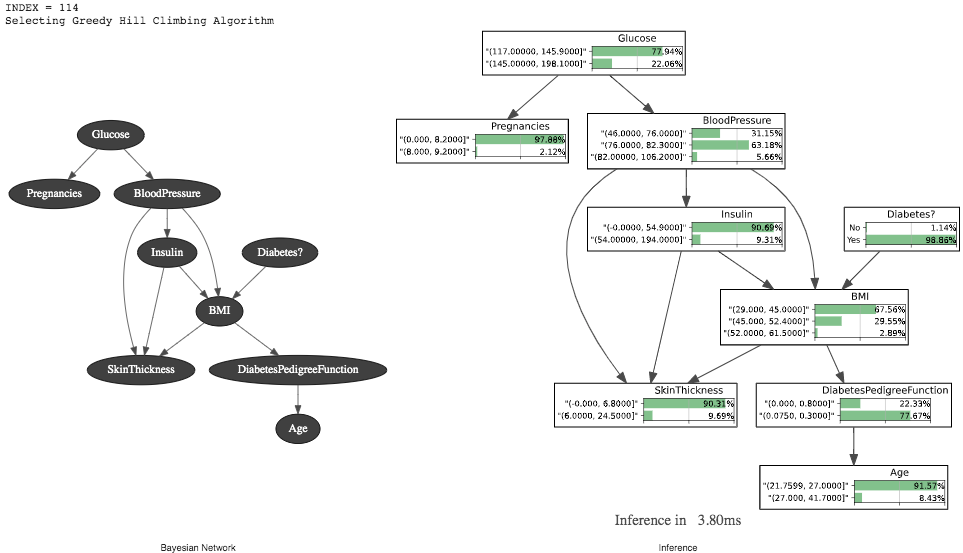 INDEX = 114
Selecting Greedy Hill Climbing Algorithm
Glucose
Pregnancies
BloodPressure
Insulin
Diabetes?
BMI
SkinThickness
DiabetesPedigreeFunction
Age
Bayesian Network
Glucose
"(117.00000, 145.9000]" 77.94%
"(145.00000, 198.1000]" 22.06%
Pregnancies
"(0.000, 8.2000]" 97.88%
"(8.000, 9.2000]" 2.12%
BloodPressure
"(46.0000, 76.0000]" 31.15%
"(76.0000, 82.3000]" 63.18%
"(82.00000, 106.2000]" 5.66%
Insulin
"(-0.0000, 54.9000]" 90.69%
"(54.00000, 194.0000]" 9.31%
Diabetes?
No 1.14%
Yes 98.86%
BMI
"(29.000, 45.0000]" 67.56%
"(45.000, 52.4000]" 29.55%
"(52.0000, 61.5000]" 2.89%
SkinThickness
"(-0.000, 6.8000]" 90.31%
"(6.0000, 24.5000]" 9.69%
DiabetesPedigreeFunction
"(0.000, 0.8000]" 22.33%
"(0.0750, 0.3000]" 77.67%
Age
"(21.7599, 27.0000]" 91.57%
"(27.000, 41.7000]" 8.43%
Inference in 3.80ms
Inference